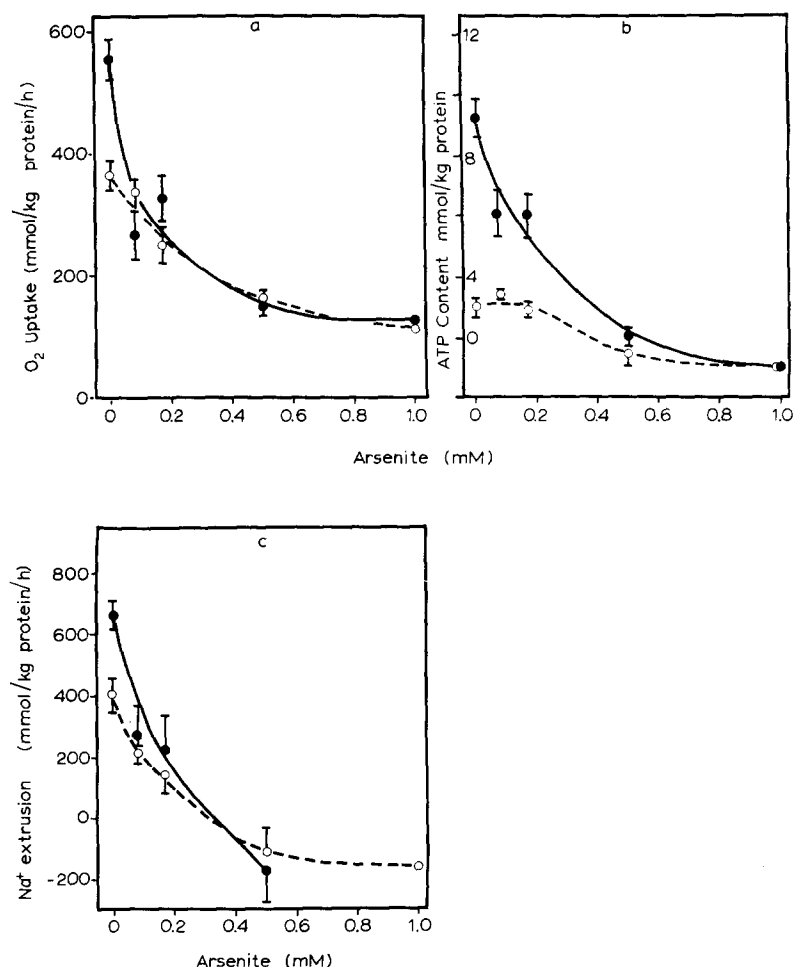 a
600
400
200
0
O₂ Uptake (mmol/kg protein/h)
0 0.2 0.4 0.6 0.8 1.0
b
12
8
4
0
ATP Content mmol/kg protein
0 0.2 0.4 0.6 0.8 1.0
Arsenite (mM)
c
800
600
400
200
0
-200
Na⁺ extrusion (mmol/kg protein/h)
0 0.2 0.4 0.6 0.8 1.0
Arsenite (mM)